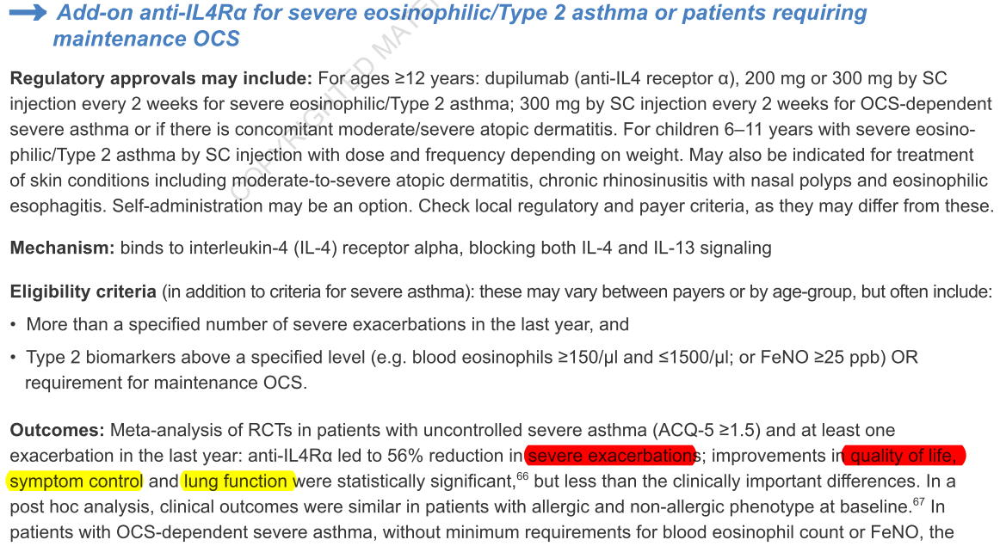 Add-on anti-IL4Rα for severe eosinophilic/Type 2 asthma or patients requiring
maintenance OCS
Regulatory approvals may include: For ages ≥12 years: dupilumab (anti-IL4 receptor α), 200 mg or 300 mg by SC
injection every 2 weeks for severe eosinophilic/Type 2 asthma; 300 mg by SC injection every 2 weeks for OCS-dependent
severe asthma or if there is concomitant moderate/severe atopic dermatitis. For children 6–11 years with severe eosino-
philic/Type 2 asthma by SC injection with dose and frequency depending on weight. May also be indicated for treatment
of skin conditions including moderate-to-severe atopic dermatitis, chronic rhinosinusitis with nasal polyps and eosinophilic
esophagitis. Self-administration may be an option. Check local regulatory and payer criteria, as they may differ from these.
Mechanism: binds to interleukin-4 (IL-4) receptor alpha, blocking both IL-4 and IL-13 signaling
Eligibility criteria (in addition to criteria for severe asthma): these may vary between payers or by age-group, but often include:
• More than a specified number of severe exacerbations in the last year, and
• Type 2 biomarkers above a specified level (e.g. blood eosinophils ≥150/μl and ≤1500/μl; or FeNO ≥25 ppb) OR
requirement for maintenance OCS.
Outcomes: Meta-analysis of RCTs in patients with uncontrolled severe asthma (ACQ-5 ≥1.5) and at least one
exacerbation in the last year: anti-IL4Rα led to 56% reduction in severe exacerbations; improvements in quality of life,
symptom control and lung function were statistically significant,66 but less than the clinically important differences. In a
post hoc analysis, clinical outcomes were similar in patients with allergic and non-allergic phenotype at baseline.67 In
patients with OCS-dependent severe asthma, without minimum requirements for blood eosinophil count or FeNO, the
COPYRIGHTED